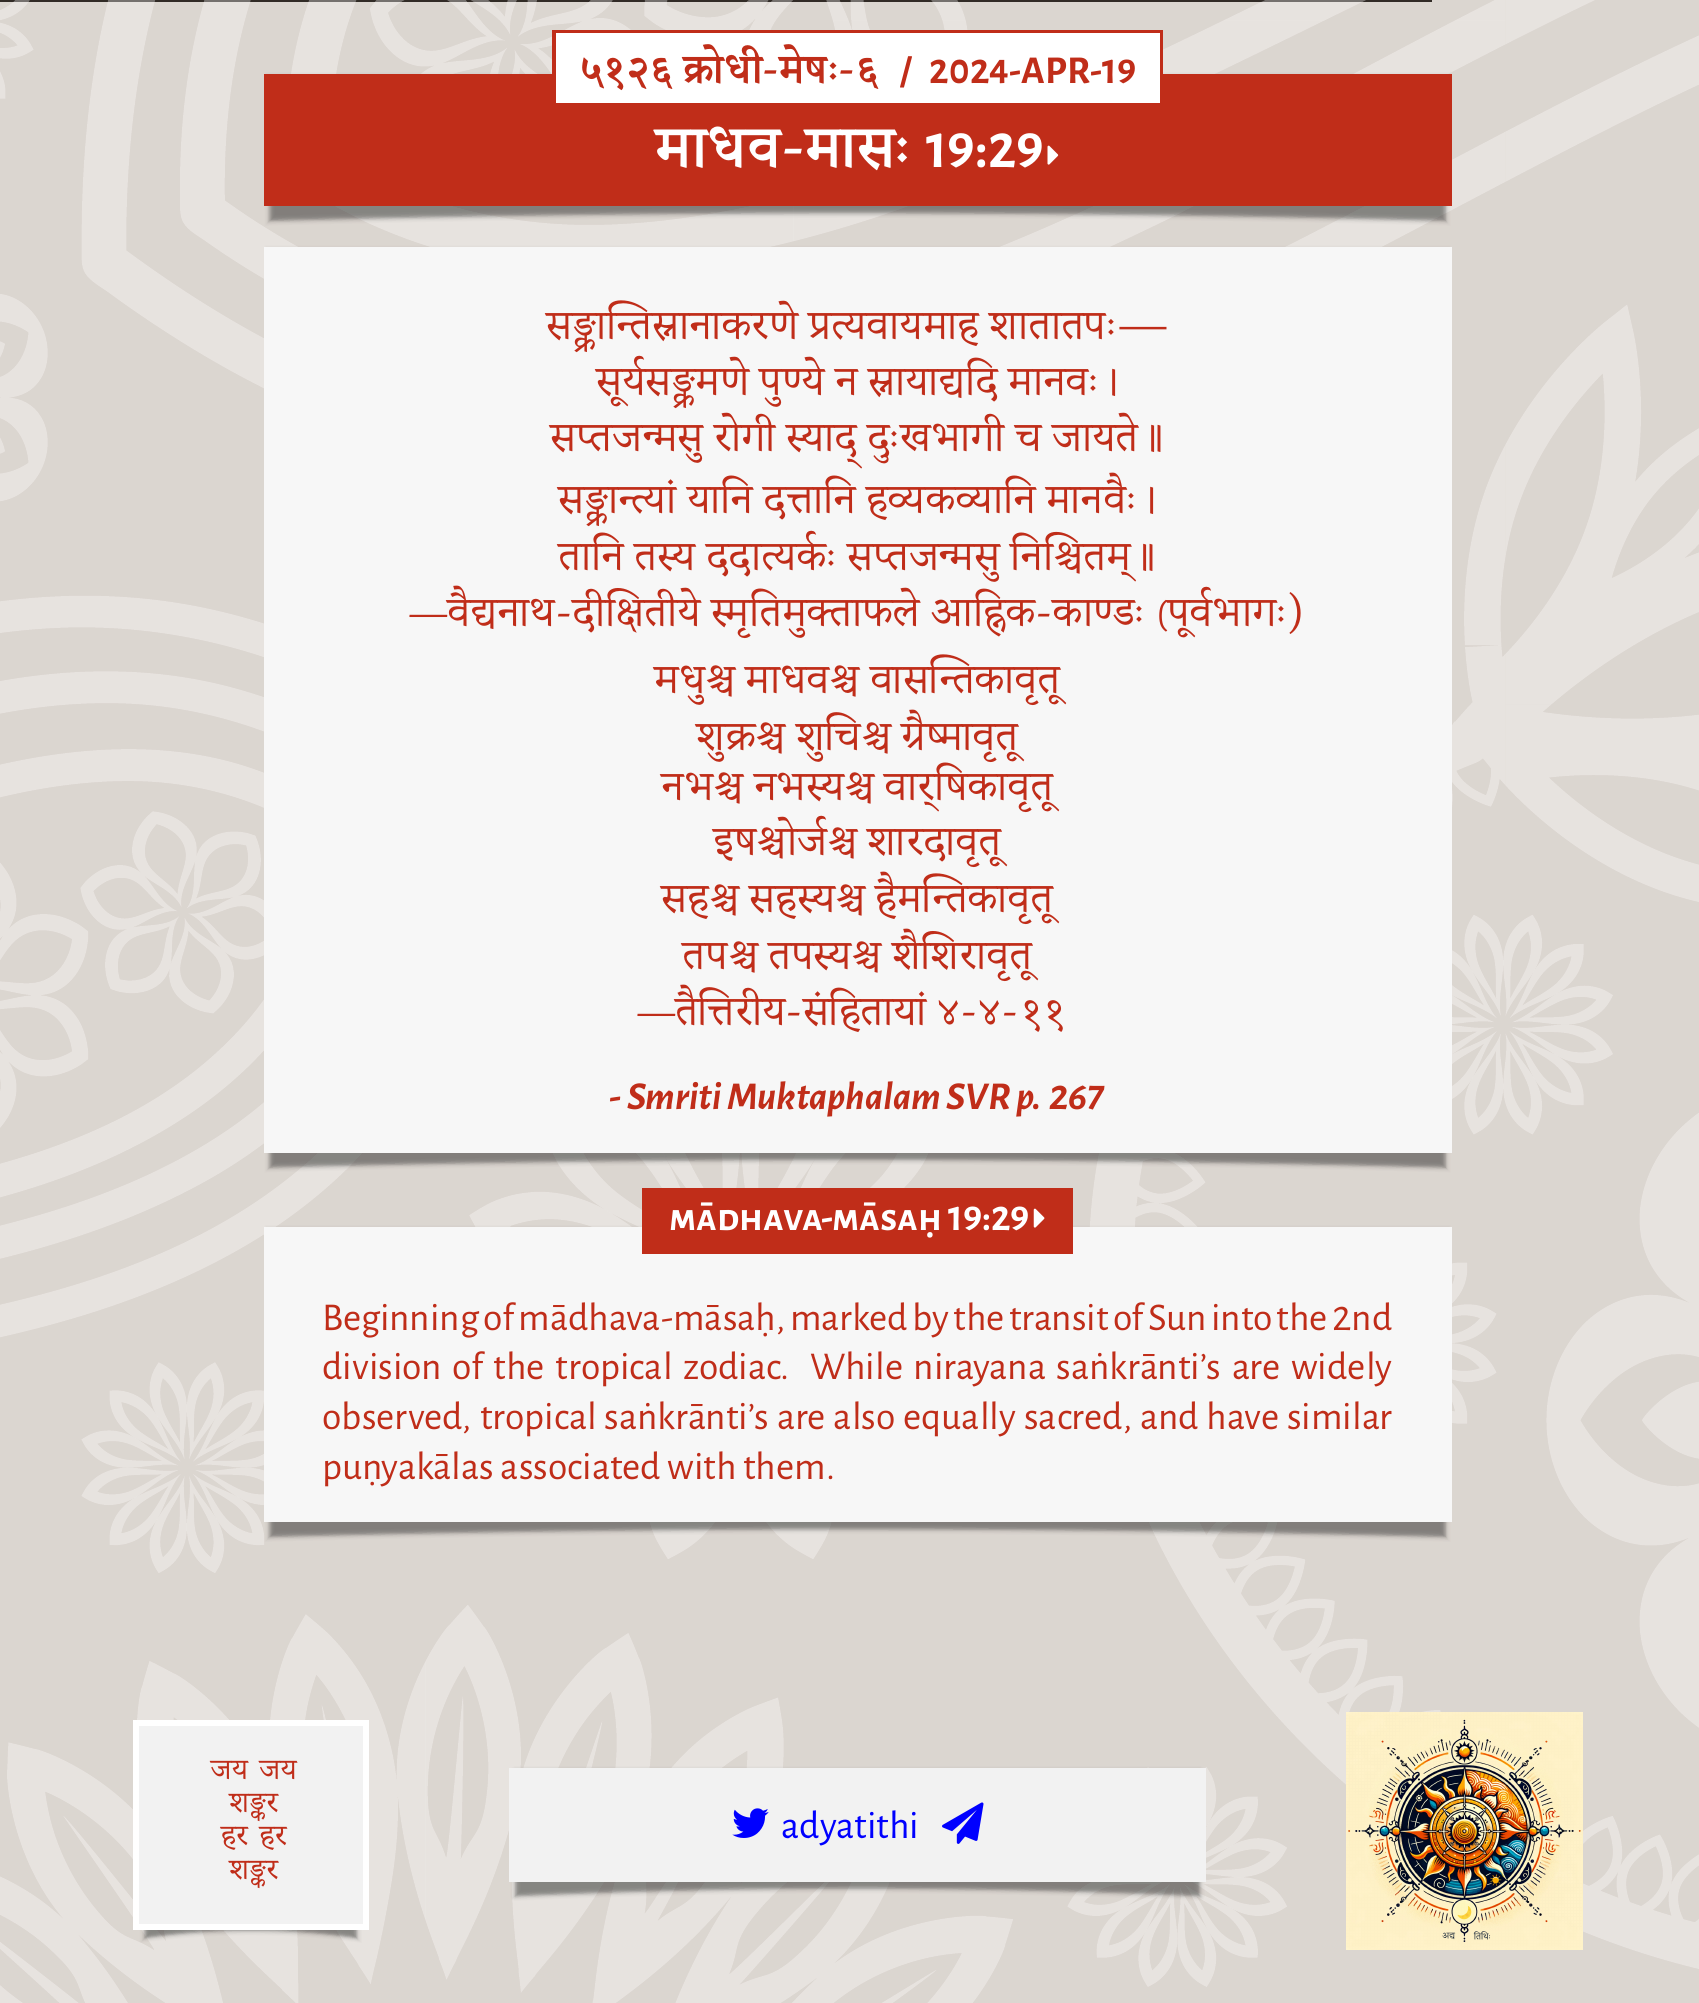 ५१२६ क्रोधी-मेषः-६ / 2024-APR-19
माधव-मासः 19:29
सङ्क्रान्तिस्नानाकरणे प्रत्यवायमाह शातातपः—
सूर्यसङ्क्रमणे पुण्ये न स्नायाद्यदि मानवः ।
सप्तजन्मसु रोगी स्याद् दुःखभागी च जायते ॥
सङ्क्रान्त्यां यानि दत्तानि हव्यकव्यानि मानवैः ।
तानि तस्य ददात्यर्कः सप्तजन्मसु निश्चितम् ॥
—वैद्यनाथ-दीक्षितीये स्मृतिमुक्ताफले आह्निक-काण्डः (पूर्वभागः)
मधुश्च माधवश्च वासन्तिकावृतू
शुक्रश्च शुचिश्च ग्रैष्मावृतू
नभश्च नभस्यश्च वार्‌षिकावृतू
इषश्चोर्जश्च शारदावृतू
सहश्च सहस्यश्च हैमन्तिकावृतू
तपश्च तपस्यश्च शैशिरावृतू
—तैत्तिरीय-संहितायां ४-४-११
- Smriti Muktaphalam SVR p. 267
MĀDHAVA-MĀSAḤ 19:29
Beginning of mādhava-māsaḥ, marked by the transit of Sun into the 2nd
division of the tropical zodiac. While nirayana saṅkrānti’s are widely
observed, tropical saṅkrānti’s are also equally sacred, and have similar
puṇyakālas associated with them.
जय जय
शङ्कर
हर हर
शङ्कर
adyatithi
अद्य तिथिः